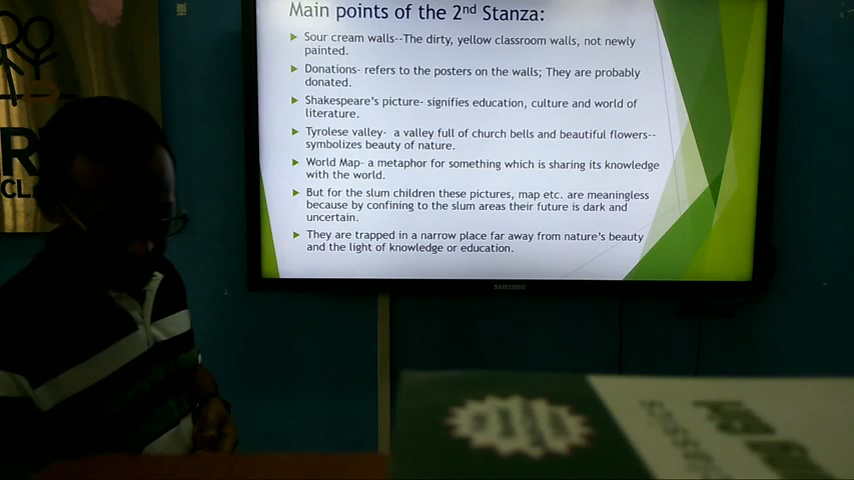 Main points of the 2nd Stanza:
Sour cream walls--The dirty, yellow classroom walls, not newly
painted.
Donations- refers to the posters on the walls; They are probably
donated.
Shakespeare's picture- signifies education, culture and world of
literature.
Tyrolese valley- a valley full of church bells and beautiful flowers--
symbolizes beauty of nature.
World Map- a metaphor for something which is sharing its knowledge
with the world.
But for the slum children these pictures, map etc. are meaningless
because by confining to the slum areas their future is dark and
uncertain.
They are trapped in a narrow place far away from nature's beauty
and the light of knowledge or education.
SAMSUNG